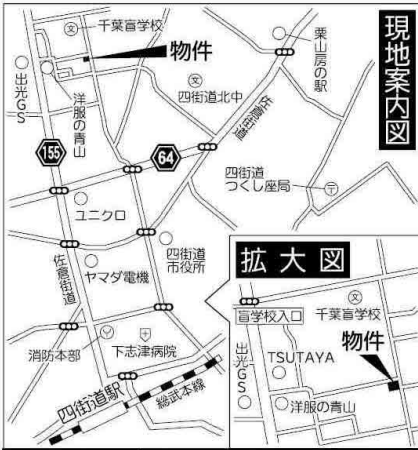 現地案内図
千葉盲学校
物件
栗山房の駅
出光GS
洋服の青山
四街道北中
佐倉街道
155
64
四街道
つくし座局
ユニクロ
佐倉街道
ヤマダ電機
四街道
市役所
消防本部
下志津病院
四街道駅
総武本線
拡大図
盲学校入口
千葉盲学校
物件
出光GS
TSUTAYA
洋服の青山